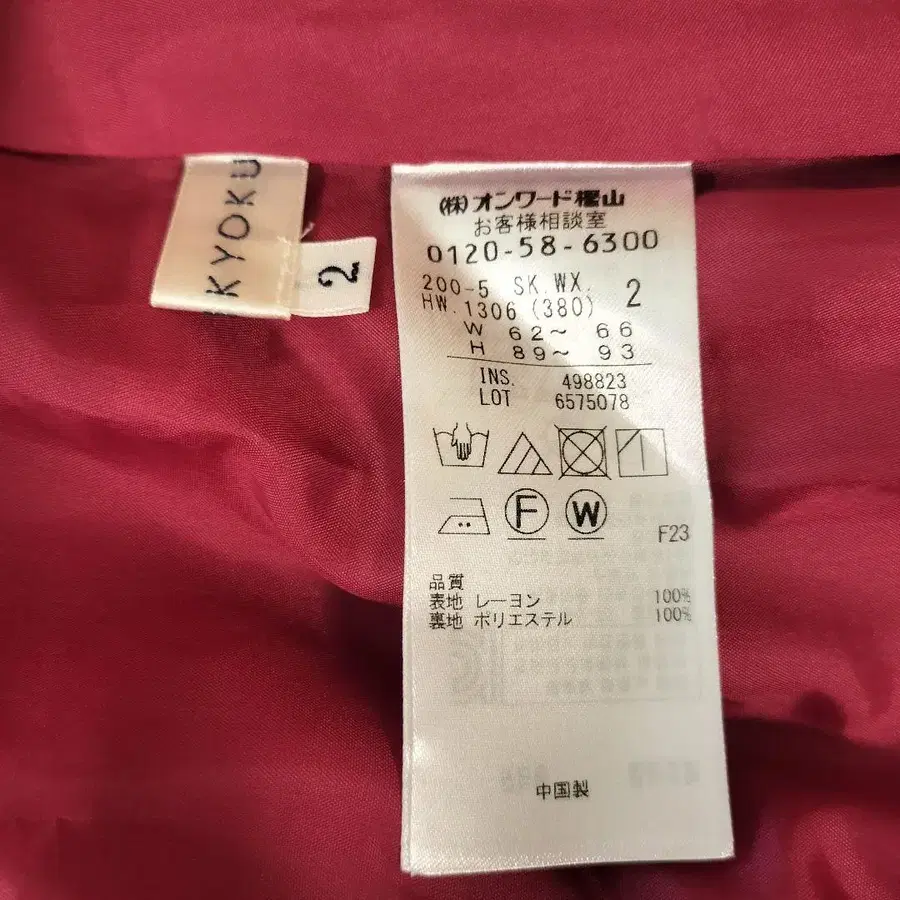 KYOKU
2
(株)オンワード樫山
お客様相談室
0120-58-6300
200-5 SK.WX. 2
HW. 1306 (380)
W 62～ 66
H 89～ 93
INS. 498823
LOT 6575078
F
W
F23
品質
表地 レーヨン 100%
裏地 ポリエステル 100%
中国製